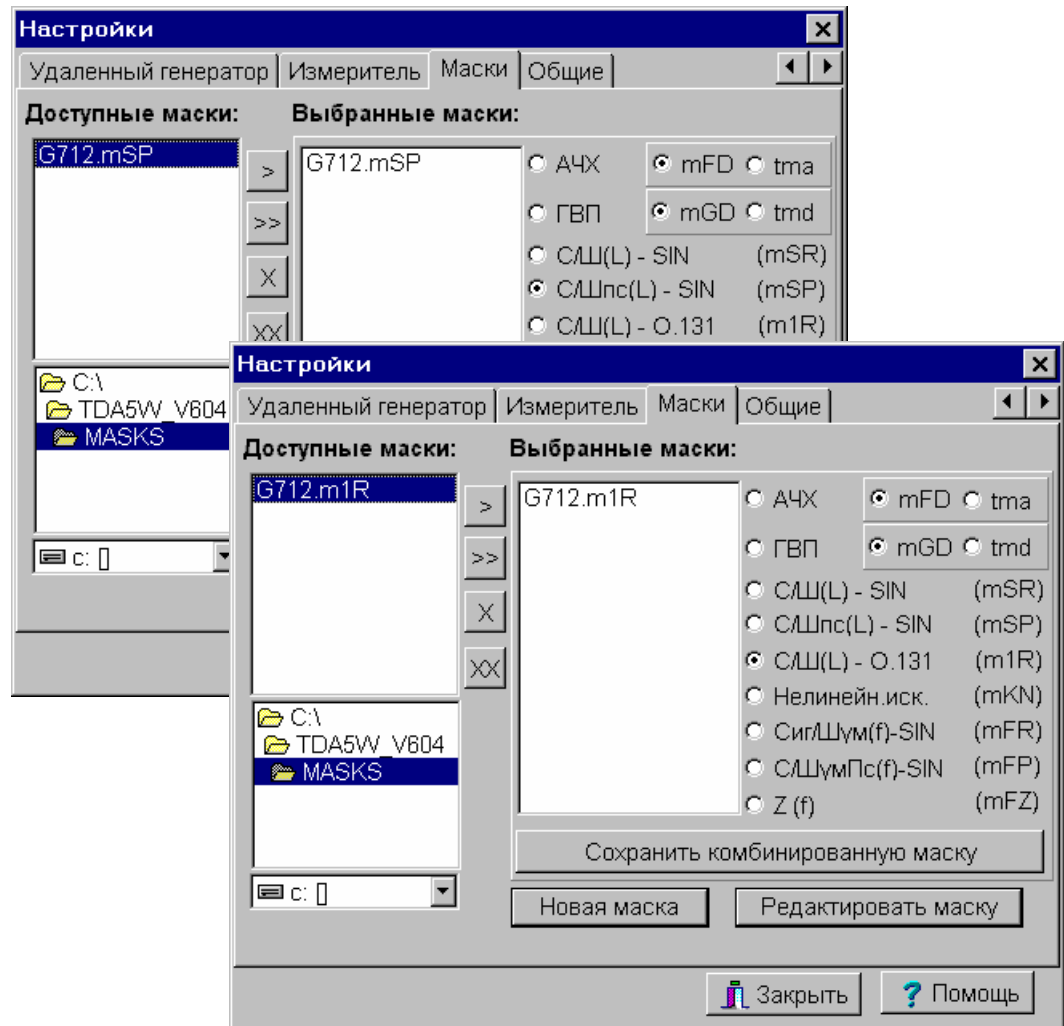 Настройки
Удаленный генератор Измеритель Маски Общие
Доступные маски: Выбранные маски:
G712.mSP > G712.mSP АЧХ mFD tma
>> ГВП mGD tmd
С/Ш(L) - SIN (mSR)
X С/Шпс(L) - SIN (mSP)
XX С/Ш(L) - O.131 (m1R)
C:\
TDA5W_V604
MASKS
c: []
Настройки
Удаленный генератор Измеритель Маски Общие
Доступные маски: Выбранные маски:
G712.m1R > G712.m1R АЧХ mFD tma
>> ГВП mGD tmd
С/Ш(L) - SIN (mSR)
X С/Шпс(L) - SIN (mSP)
XX С/Ш(L) - O.131 (m1R)
Нелинейн.иск. (mKN)
C:\ Сиг/Шум(f)-SIN (mFR)
TDA5W_V604 С/ШумПс(f)-SIN (mFP)
MASKS Z (f) (mFZ)
Сохранить комбинированную маску
c: [] Новая маска Редактировать маску
Закрыть ? Помощь